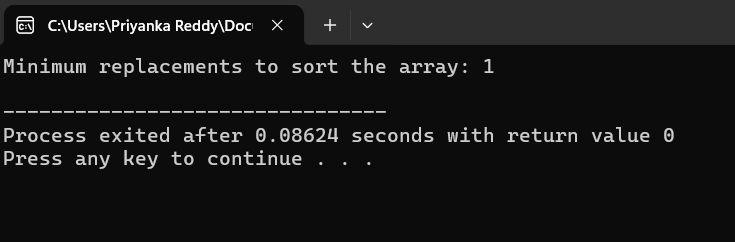 C:\Users\Priyanka Reddy\Doc
Minimum replacements to sort the array: 1
--------------------------------
Process exited after 0.08624 seconds with return value 0
Press any key to continue . . .